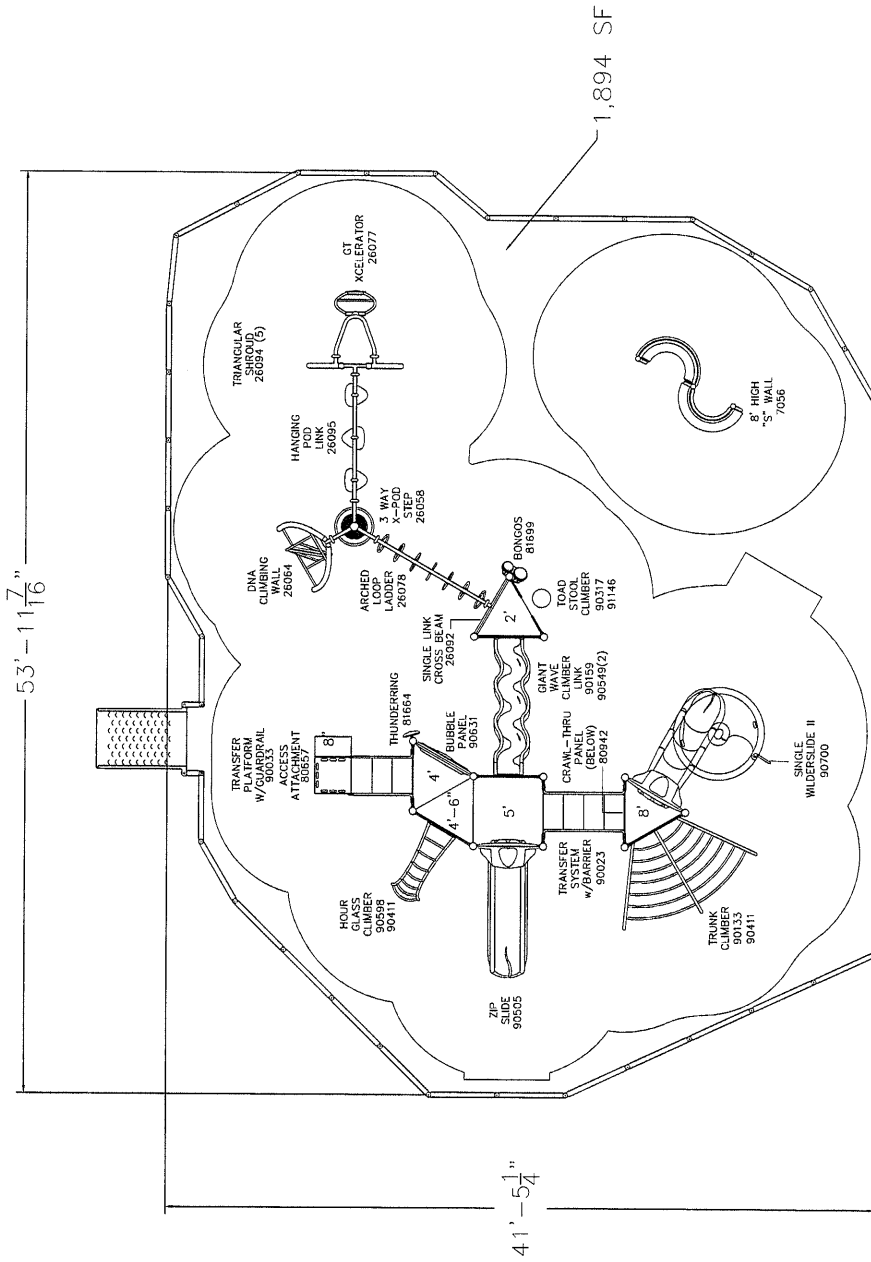 53'-11 7/16"
1,894 SF
41'-5 1/4"
TRIANGULAR
SHROUD
26094 (5)
GT
XCELERATOR
26077
HANGING
POD
LINK
26095
3 WAY
X-POD
STEP
26058
DNA
CLIMBING
WALL
26064
ARCHED
LOOP
LADDER
26078
8' HIGH
"S" WALL
7056
BONGOS
81699
TOAD
STOOL
CLIMBER
90317
91146
SINGLE LINK
CROSS BEAM
26092
2'
GIANT
WAVE
CLIMBER
LINK
90159
90549(2)
THUNDERRING
81664
BUBBLE
PANEL
90631
TRANSFER
PLATFORM
W/GUARDRAIL
90033
ACCESS
ATTACHMENT
80657
8"
4'
4'-6"
5'
CRAWL-THRU
PANEL
(BELOW)
80942
8'
TRANSFER
SYSTEM
w/BARRIER
90023
HOUR
GLASS
CLIMBER
90598
90411
ZIP
SLIDE
90505
TRUNK
CLIMBER
90133
90411
SINGLE
WILDERSLIDE II
90700